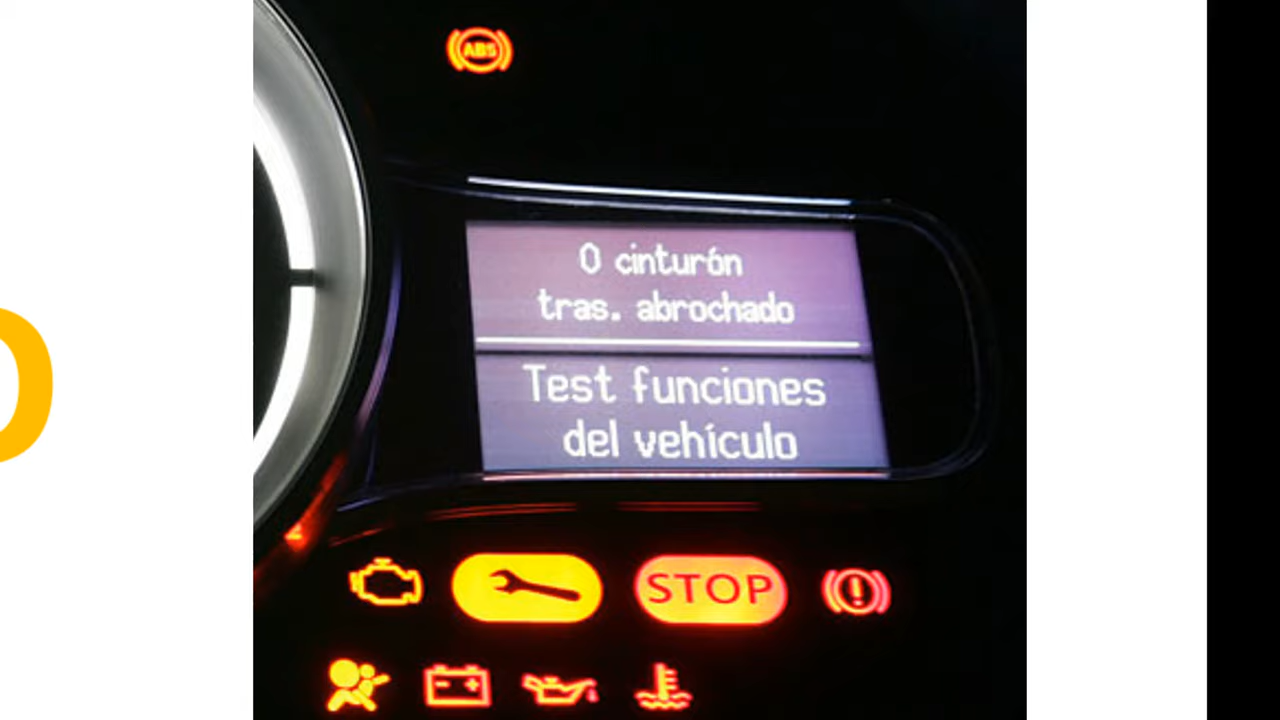 ABS
0 cinturón
tras. abrochado
Test funciones
del vehículo
STOP